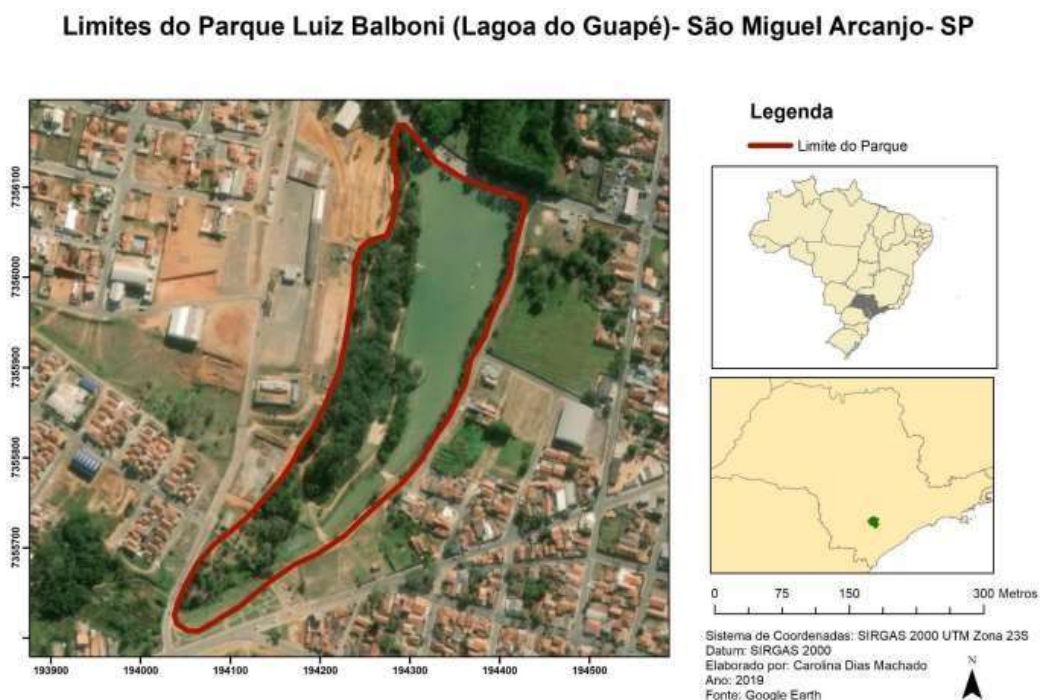 Limites do Parque Luiz Balboni (Lagoa do Guapé)- São Miguel Arcanjo- SP
Legenda
Limite do Parque
7356100
7356000
7355900
7355800
7355700
193900 194000 194100 194200 194300 194400 194500
0 75 150 300 Metros
Sistema de Coordenadas: SIRGAS 2000 UTM Zona 23S
Datum: SIRGAS 2000
Elaborado por: Carolina Dias Machado
Ano: 2019
Fonte: Google Earth
N